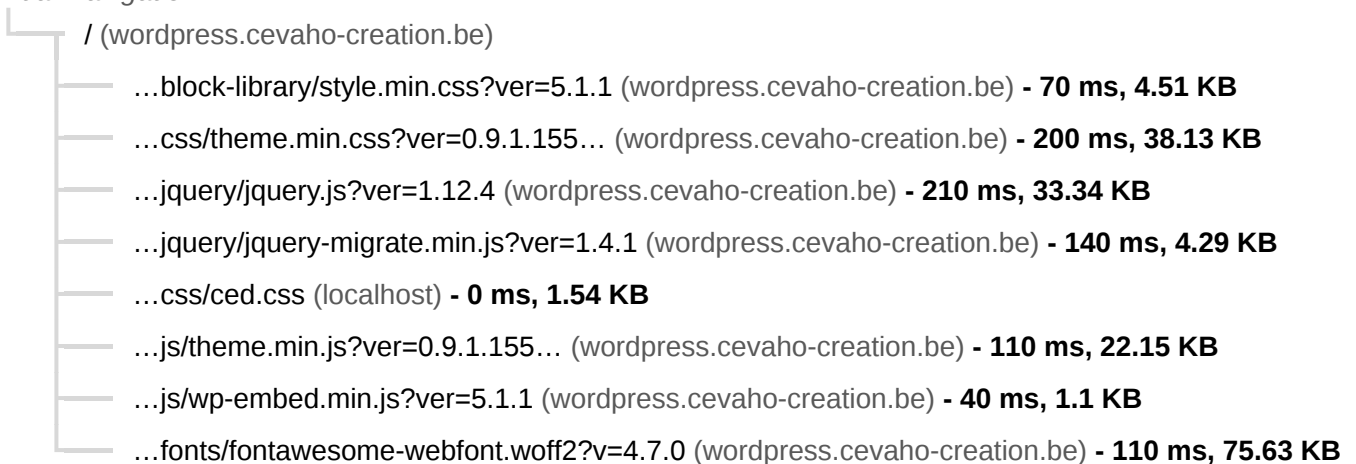 / (wordpress.cevaho-creation.be)
…block-library/style.min.css?ver=5.1.1 (wordpress.cevaho-creation.be) - 70 ms, 4.51 KB
…css/theme.min.css?ver=0.9.1.155… (wordpress.cevaho-creation.be) - 200 ms, 38.13 KB
…jquery/jquery.js?ver=1.12.4 (wordpress.cevaho-creation.be) - 210 ms, 33.34 KB
…jquery/jquery-migrate.min.js?ver=1.4.1 (wordpress.cevaho-creation.be) - 140 ms, 4.29 KB
…css/ced.css (localhost) - 0 ms, 1.54 KB
…js/theme.min.js?ver=0.9.1.155… (wordpress.cevaho-creation.be) - 110 ms, 22.15 KB
…js/wp-embed.min.js?ver=5.1.1 (wordpress.cevaho-creation.be) - 40 ms, 1.1 KB
…fonts/fontawesome-webfont.woff2?v=4.7.0 (wordpress.cevaho-creation.be) - 110 ms, 75.63 KB